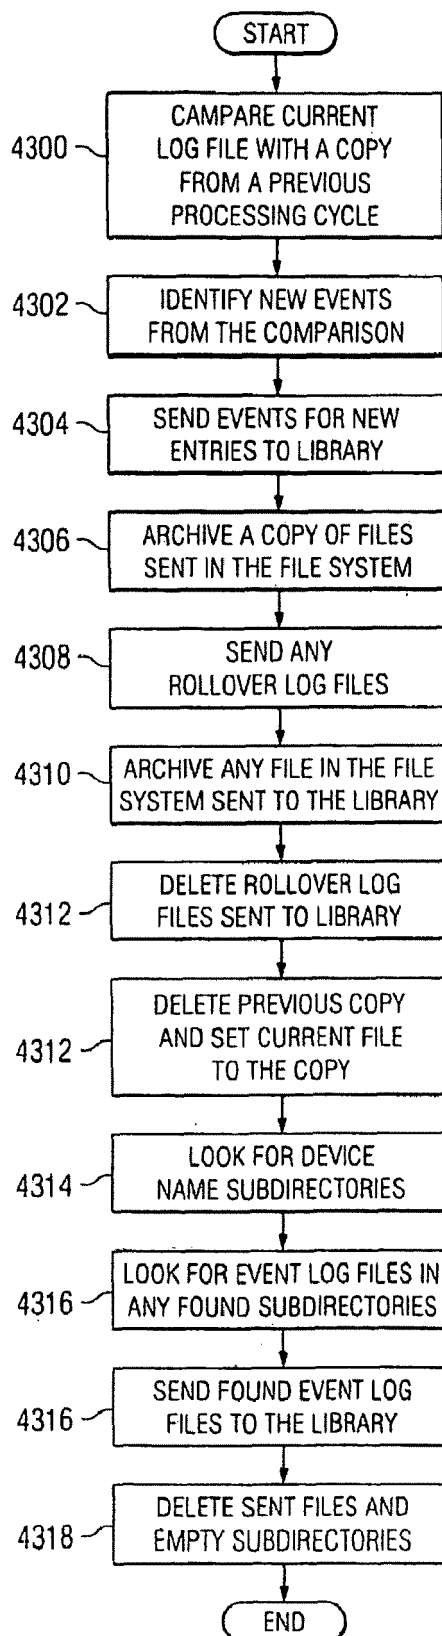 START
4300
CAMPARE CURRENT
LOG FILE WITH A COPY
FROM A PREVIOUS
PROCESSING CYCLE
4302
IDENTIFY NEW EVENTS
FROM THE COMPARISON
4304
SEND EVENTS FOR NEW
ENTRIES TO LIBRARY
4306
ARCHIVE A COPY OF FILES
SENT IN THE FILE SYSTEM
4308
SEND ANY
ROLLOVER LOG FILES
4310
ARCHIVE ANY FILE IN THE FILE
SYSTEM SENT TO THE LIBRARY
4312
DELETE ROLLOVER LOG
FILES SENT TO LIBRARY
4312
DELETE PREVIOUS COPY
AND SET CURRENT FILE
TO THE COPY
4314
LOOK FOR DEVICE
NAME SUBDIRECTORIES
4316
LOOK FOR EVENT LOG FILES IN
ANY FOUND SUBDIRECTORIES
4316
SEND FOUND EVENT LOG
FILES TO THE LIBRARY
4318
DELETE SENT FILES AND
EMPTY SUBDIRECTORIES
END